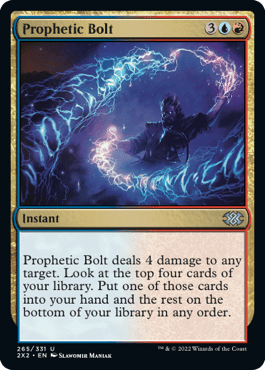 Prophetic Bolt 3
Instant
Prophetic Bolt deals 4 damage to any
target. Look at the top four cards of
your library. Put one of those cards
into your hand and the rest on the
bottom of your library in any order.
265/331 U
2X2 • EN Slawomir Maniak
™ & © 2022 Wizards of the Coast